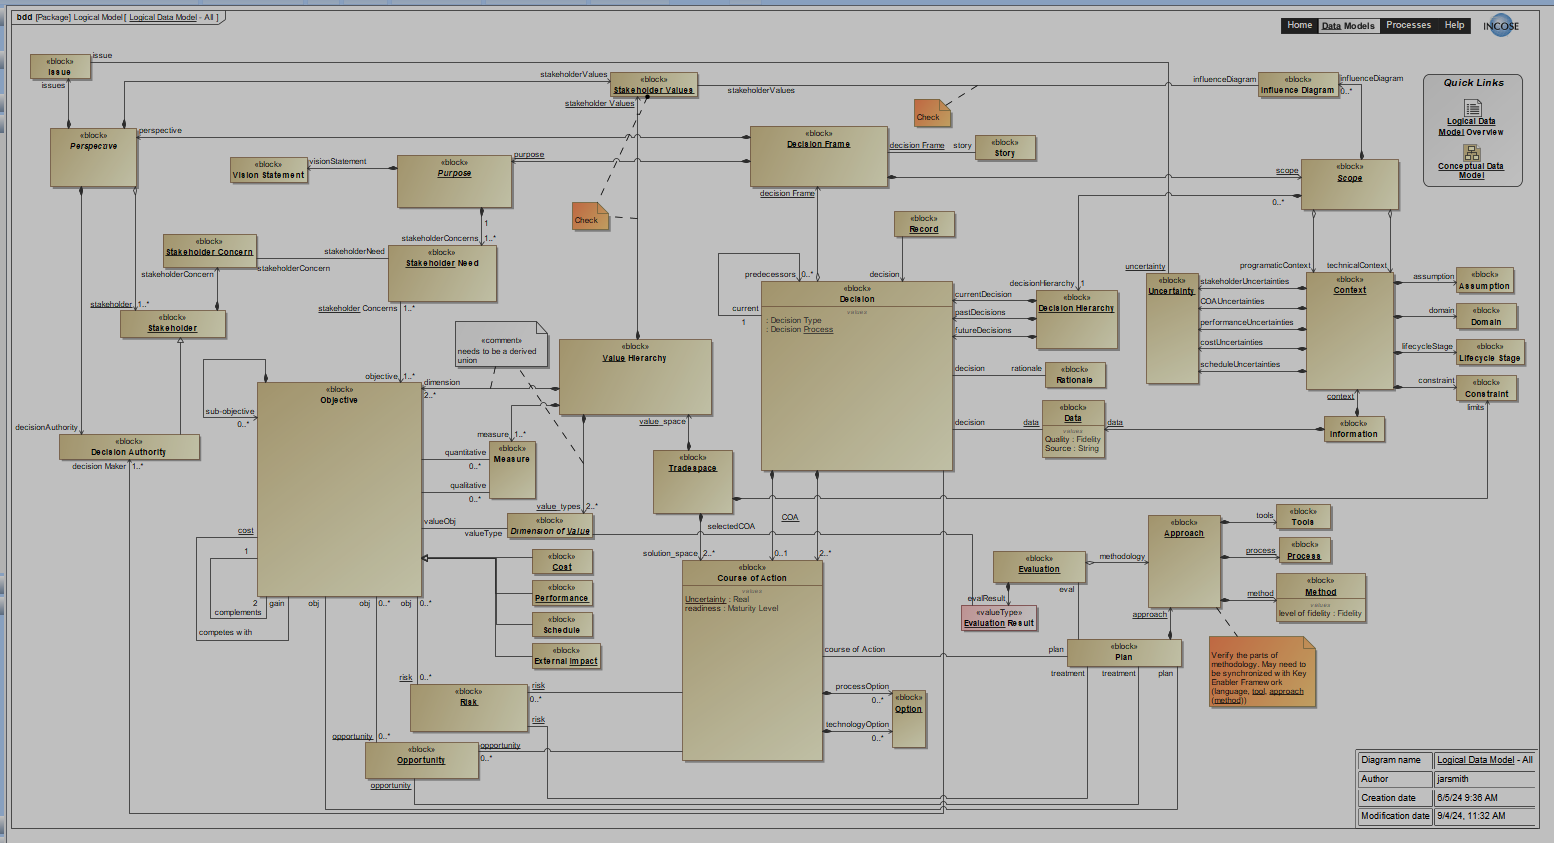 bdd [Package] Logical Model [ Logical Data Model - All ]
Home Data Models Processes Help
INCOSE
Quick Links
Logical Data
Model Overview
Conceptual Data
Model
«block»
Issue
issue
issues
stakeholderValues
«block»
Stakeholder Values
stakeholder Values
stakeholderValues
influenceDiagram
«block»
Influence Diagram
influenceDiagram
0..*
Check
«block»
Perspective
perspective
«block»
Vision Statement
visionStatement
«block»
Purpose
purpose
1
stakeholderConcerns
1..*
«block»
Decision Frame
decision Frame
story
«block»
Story
decision Frame
scope
«block»
Scope
0..*
Check
«block»
Record
decision
«block»
Stakeholder Concern
stakeholderNeed
stakeholderConcern
stakeholderConcern
«block»
Stakeholder Need
stakeholder Concerns
1..*
stakeholder
1..*
«block»
Stakeholder
predecessors
0..*
current
1
«block»
Decision
values
: Decision Type
: Decision Process
currentDecision
pastDecisions
futureDecisions
decisionHierarchy
1
«block»
Decision Hierarchy
uncertainty
«block»
Uncertainty
programaticContext
technicalContext
stakeholderUncertainties
COAUncertainties
performanceUncertainties
costUncertainties
scheduleUncertainties
«block»
Context
assumption
«block»
Assumption
domain
«block»
Domain
lifecycleStage
«block»
Lifecycle Stage
constraint
«block»
Constraint
limits
context
«block»
Information
«comment»
needs to be a derived
union
«block»
Value Hierarchy
decision
rationale
«block»
Rationale
decision
data
«block»
Data
values
Quality : Fidelity
Source : String
data
objective
1..*
dimension
2..*
«block»
Objective
sub-objective
0..*
decisionAuthority
«block»
Decision Authority
decision Maker
1..*
measure
1..*
quantitative
0..*
qualitative
0..*
«block»
Measure
value_space
«block»
Tradespace
value_types
2..*
valueObj
valueType
«block»
Dimension of Value
selectedCOA
COA
solution_space
2..*
0..1
2..*
cost
1
complements
2
gain
competes with
obj
obj
0..*
obj
0..*
«block»
Cost
«block»
Performance
«block»
Schedule
«block»
External Impact
«block»
Course of Action
values
Uncertainty : Real
readiness : Maturity Level
«block»
Evaluation
methodology
eval
evalResult
«valueType»
Evaluation Result
«block»
Approach
approach
tools
«block»
Tools
process
«block»
Process
method
«block»
Method
values
level of fidelity : Fidelity
course of Action
plan
«block»
Plan
treatment
treatment
plan
Verify the parts of
methodology. May need to
be synchronized with Key
Enabler Framework
(language, tool, approach
(method))
risk
0..*
«block»
Risk
risk
0..*
risk
processOption
0..*
technologyOption
0..*
«block»
Option
opportunity
0..*
«block»
Opportunity
opportunity
0..*
opportunity
Diagram name Logical Data Model - All
Author jarsmith
Creation date 6/5/24 9:36 AM
Modification date 9/4/24, 11:32 AM